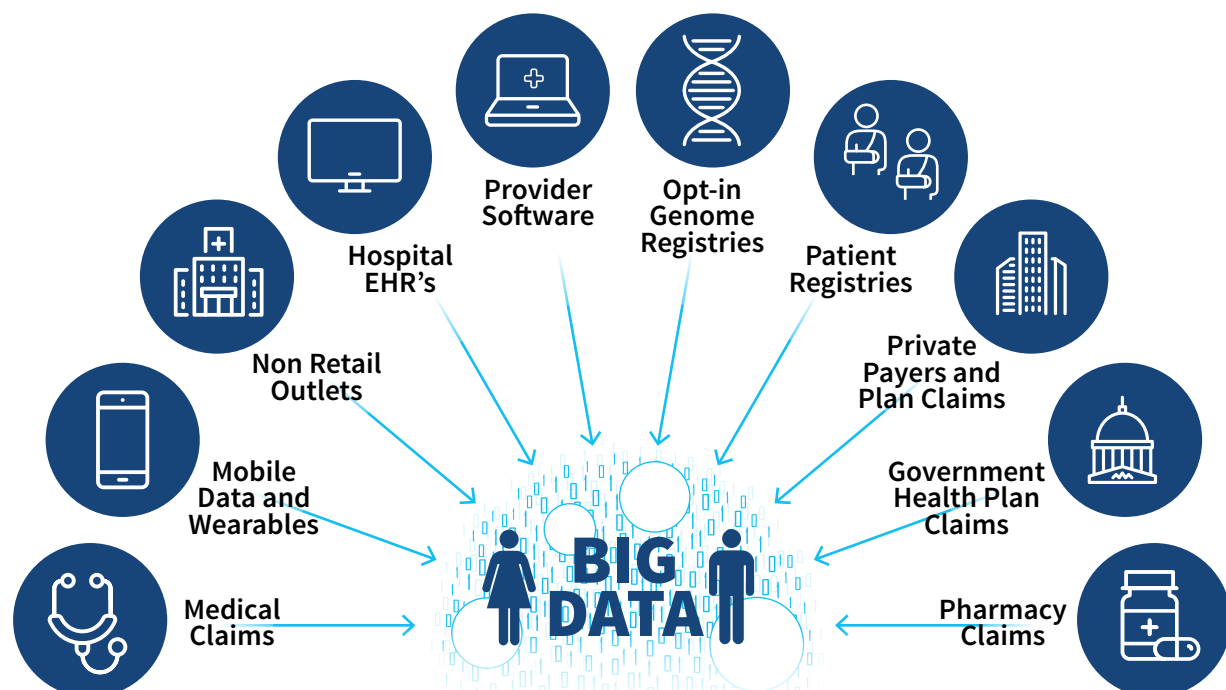 Provider
Software
Opt-in
Genome
Registries
Hospital
EHR’s
Patient
Registries
Non Retail
Outlets
Private
Payers and
Plan Claims
Mobile
Data and
Wearables
Government
Health Plan
Claims
Medical
Claims
BIG
DATA
Pharmacy
Claims